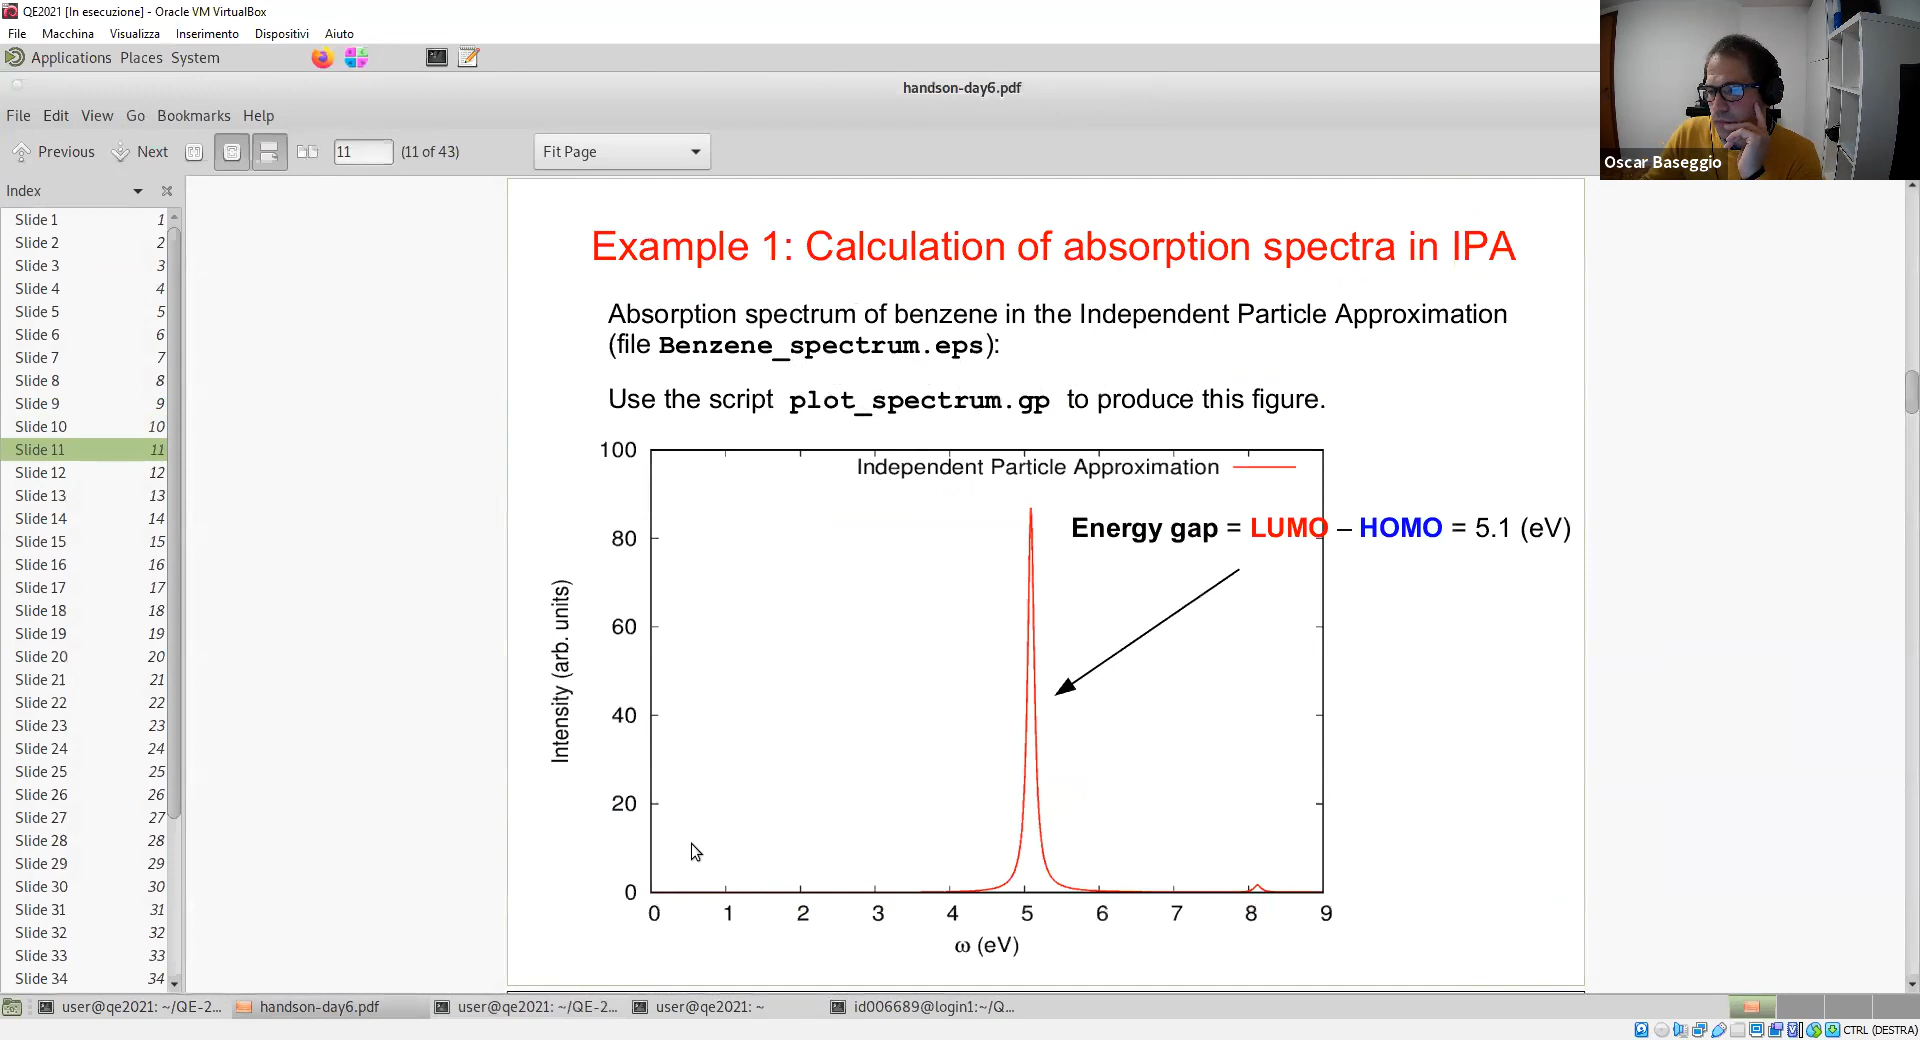 QE2021 [In esecuzione] - Oracle VM VirtualBox
File Macchina Visualizza Inserimento Dispositivi Aiuto
Applications Places System
handson-day6.pdf
File Edit View Go Bookmarks Help
Previous Next 11 (11 of 43) Fit Page
Oscar Baseggio
Index
Slide 1 1
Slide 2 2
Slide 3 3
Slide 4 4
Slide 5 5
Slide 6 6
Slide 7 7
Slide 8 8
Slide 9 9
Slide 10 10
Slide 11 11
Slide 12 12
Slide 13 13
Slide 14 14
Slide 15 15
Slide 16 16
Slide 17 17
Slide 18 18
Slide 19 19
Slide 20 20
Slide 21 21
Slide 22 22
Slide 23 23
Slide 24 24
Slide 25 25
Slide 26 26
Slide 27 27
Slide 28 28
Slide 29 29
Slide 30 30
Slide 31 31
Slide 32 32
Slide 33 33
Slide 34 34
Example 1: Calculation of absorption spectra in IPA
Absorption spectrum of benzene in the Independent Particle Approximation
(file Benzene_spectrum.eps):
Use the script plot_spectrum.gp to produce this figure.
Independent Particle Approximation
Energy gap = LUMO – HOMO = 5.1 (eV)
Intensity (arb. units)
100
80
60
40
20
0
0 1 2 3 4 5 6 7 8 9
ω (eV)
user@qe2021: ~/QE-2... handson-day6.pdf user@qe2021: ~/QE-2... user@qe2021: ~ id006689@login1:~/Q...
CTRL (DESTRA)